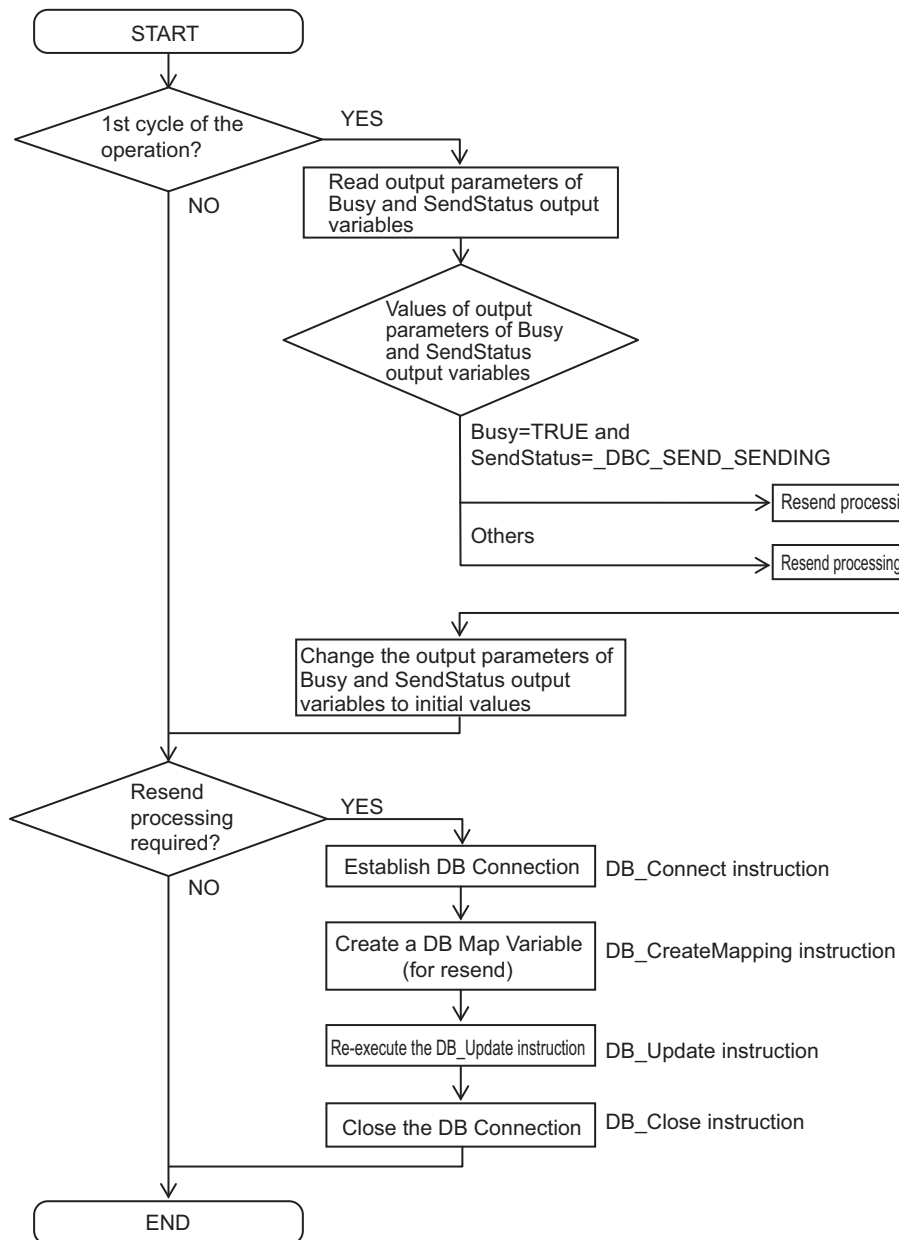 START
1st cycle of the
operation?
YES
NO
Read output parameters of
Busy and SendStatus output
variables
Values of output
parameters of Busy
and SendStatus
output variables
Busy=TRUE and
SendStatus=_DBC_SEND_SENDING
Resend
Others
Resend processing
Change the output parameters of
Busy and SendStatus output
variables to initial values
Resend
processing
required?
YES
NO
Establish DB Connection
DB_Connect instruction
Create a DB Map Variable
(for resend)
DB_CreateMapping instruction
Re-execute the DB_Update instruction
DB_Update instruction
Close the DB Connection
DB_Close instruction
END